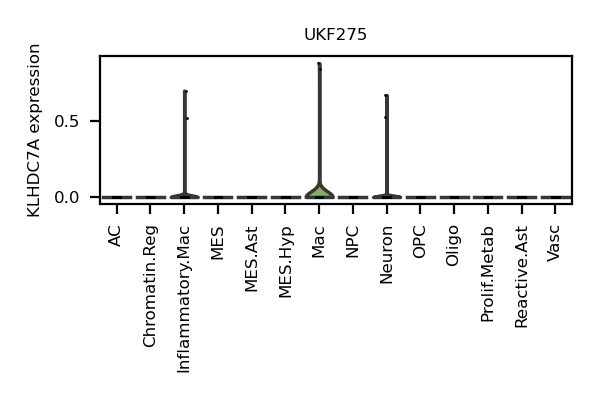 UKF275
KLHDC7A expression
0.5
0.0
AC
Chromatin.Reg
Inflammatory.Mac
MES
MES.Ast
MES.Hyp
Mac
NPC
Neuron
OPC
Oligo
Prolif.Metab
Reactive.Ast
Vasc